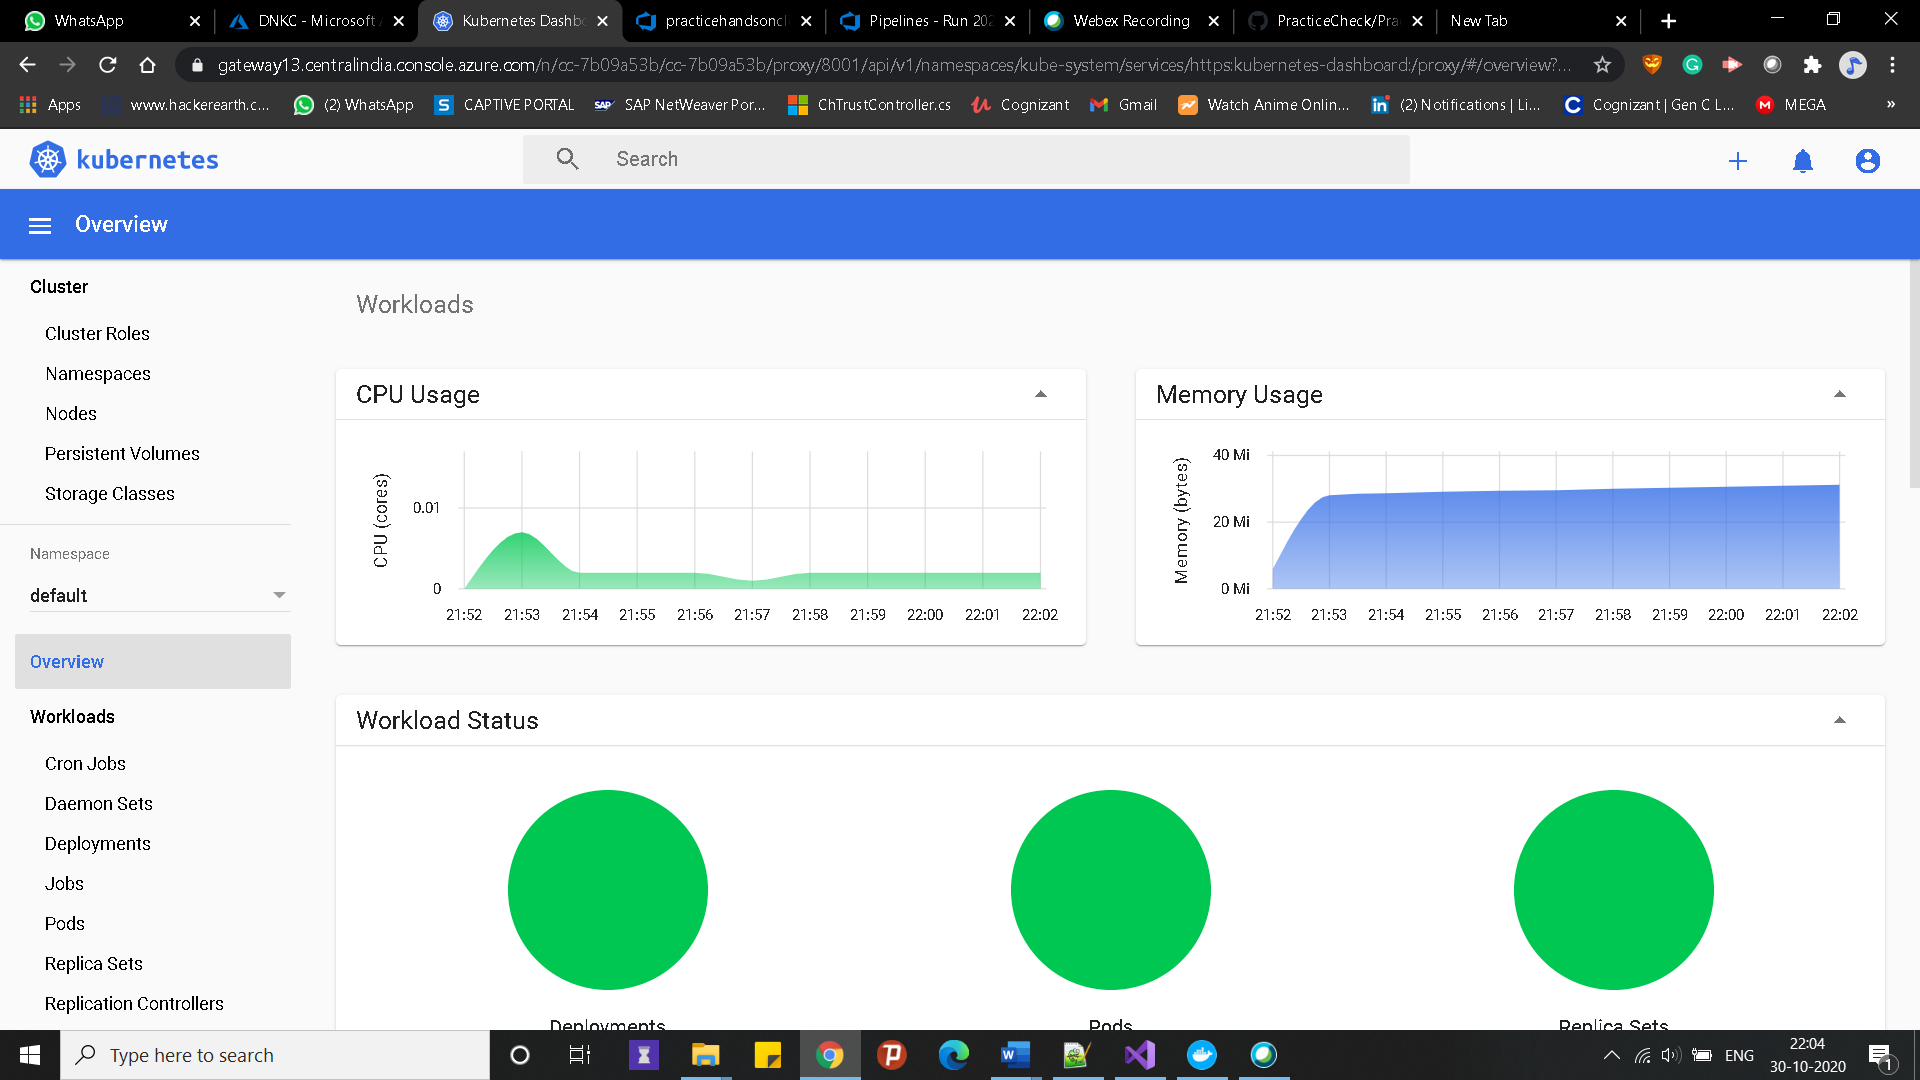 WhatsApp
DNKC - Microsoft
Kubernetes Dashb
practicehandsoncl
Pipelines - Run 202
Webex Recording
PracticeCheck/Pra
New Tab
gateway13.centralindia.console.azure.com/n/cc-7b09a53b/cc-7b09a53b/proxy/8001/api/v1/namespaces/kube-system/services/https:kubernetes-dashboard:/proxy/#/overview?...
Apps
www.hackerearth.c...
(2) WhatsApp
S CAPTIVE PORTAL
SAP SAP NetWeaver Por...
ChTrustController.cs
Cognizant
Gmail
Watch Anime Onlin...
in (2) Notifications | Li...
C Cognizant | Gen C L...
M MEGA
»
kubernetes
Search
Overview
Cluster
Cluster Roles
Namespaces
Nodes
Persistent Volumes
Storage Classes
Namespace
default
Overview
Workloads
Cron Jobs
Daemon Sets
Deployments
Jobs
Pods
Replica Sets
Replication Controllers
Workloads
CPU Usage
CPU (cores)
0.01
0
21:52 21:53 21:54 21:55 21:56 21:57 21:58 21:59 22:00 22:01 22:02
Memory Usage
Memory (bytes)
40 Mi
20 Mi
0 Mi
21:52 21:53 21:54 21:55 21:56 21:57 21:58 21:59 22:00 22:01 22:02
Workload Status
Deployments
Pods
Replica Sets
Type here to search
ENG
22:04
30-10-2020
1